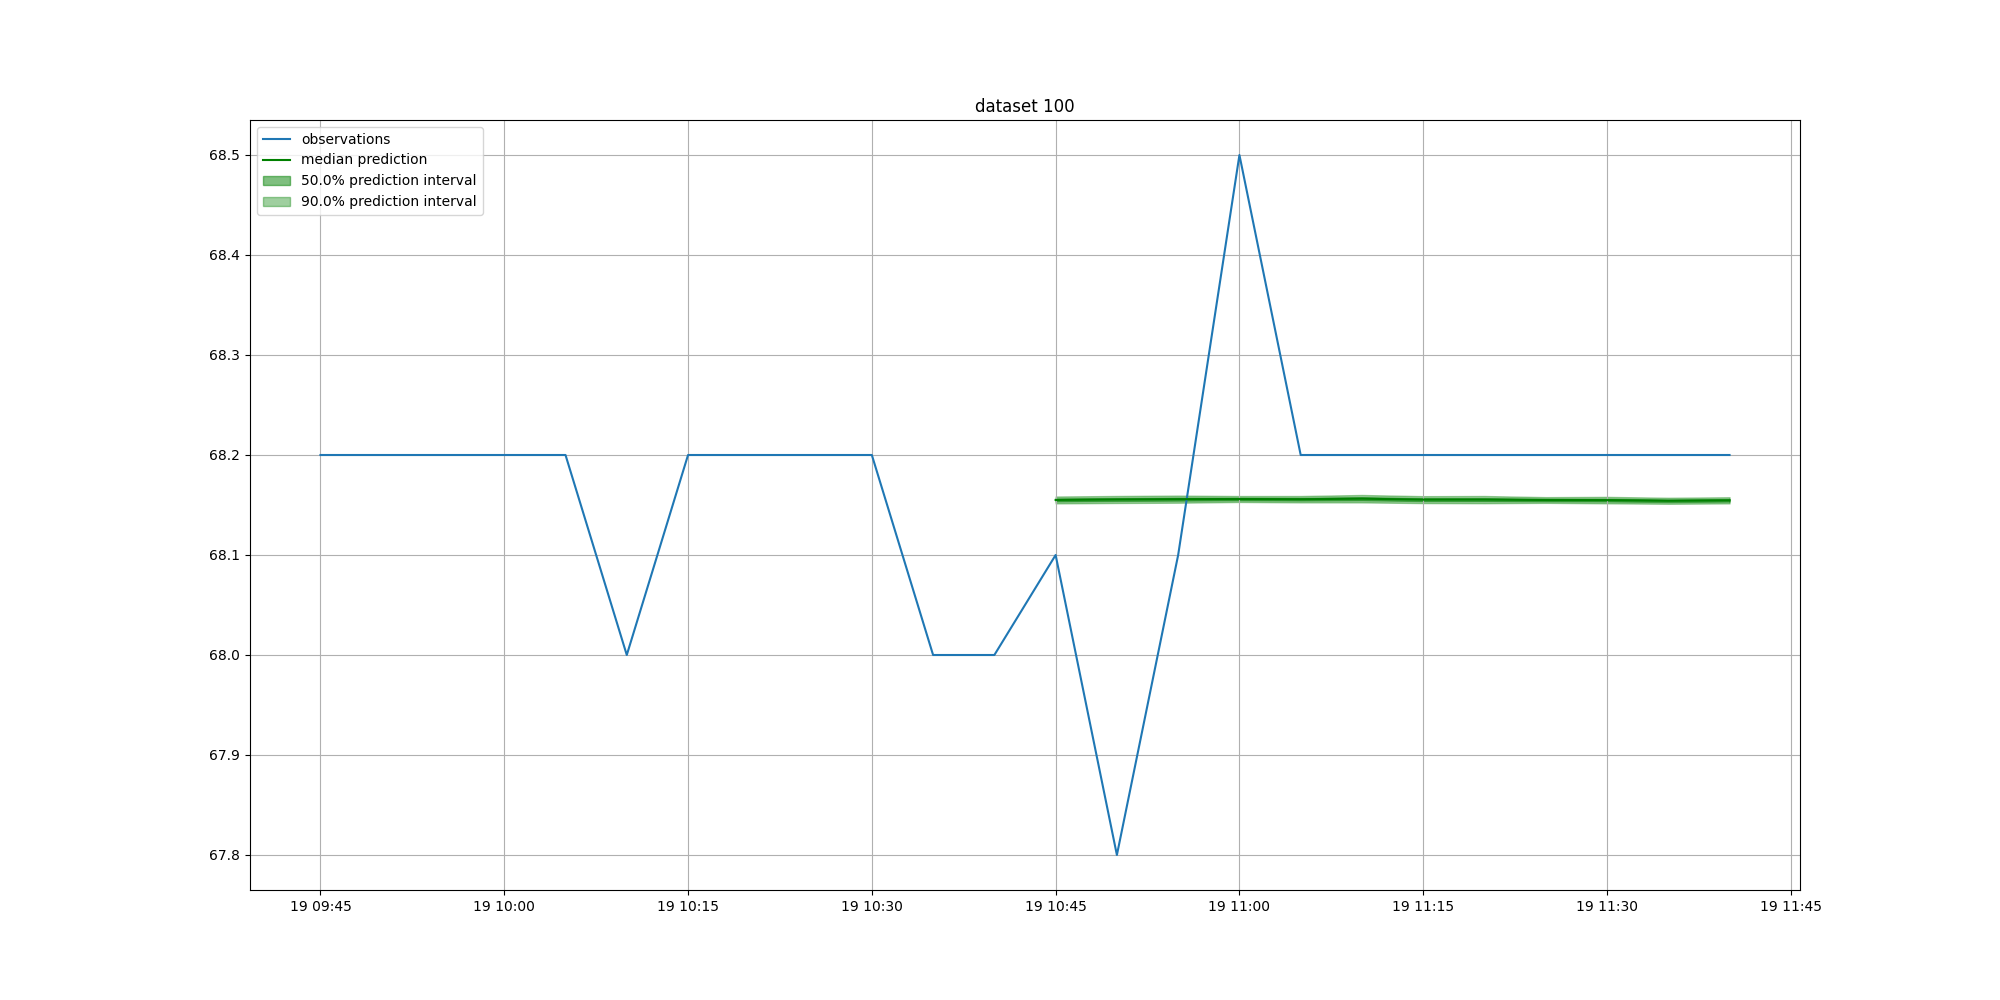 dataset 100
observations
median prediction
50.0% prediction interval
90.0% prediction interval
68.5
68.4
68.3
68.2
68.1
68.0
67.9
67.8
19 09:45 19 10:00 19 10:15 19 10:30 19 10:45 19 11:00 19 11:15 19 11:30 19 11:45